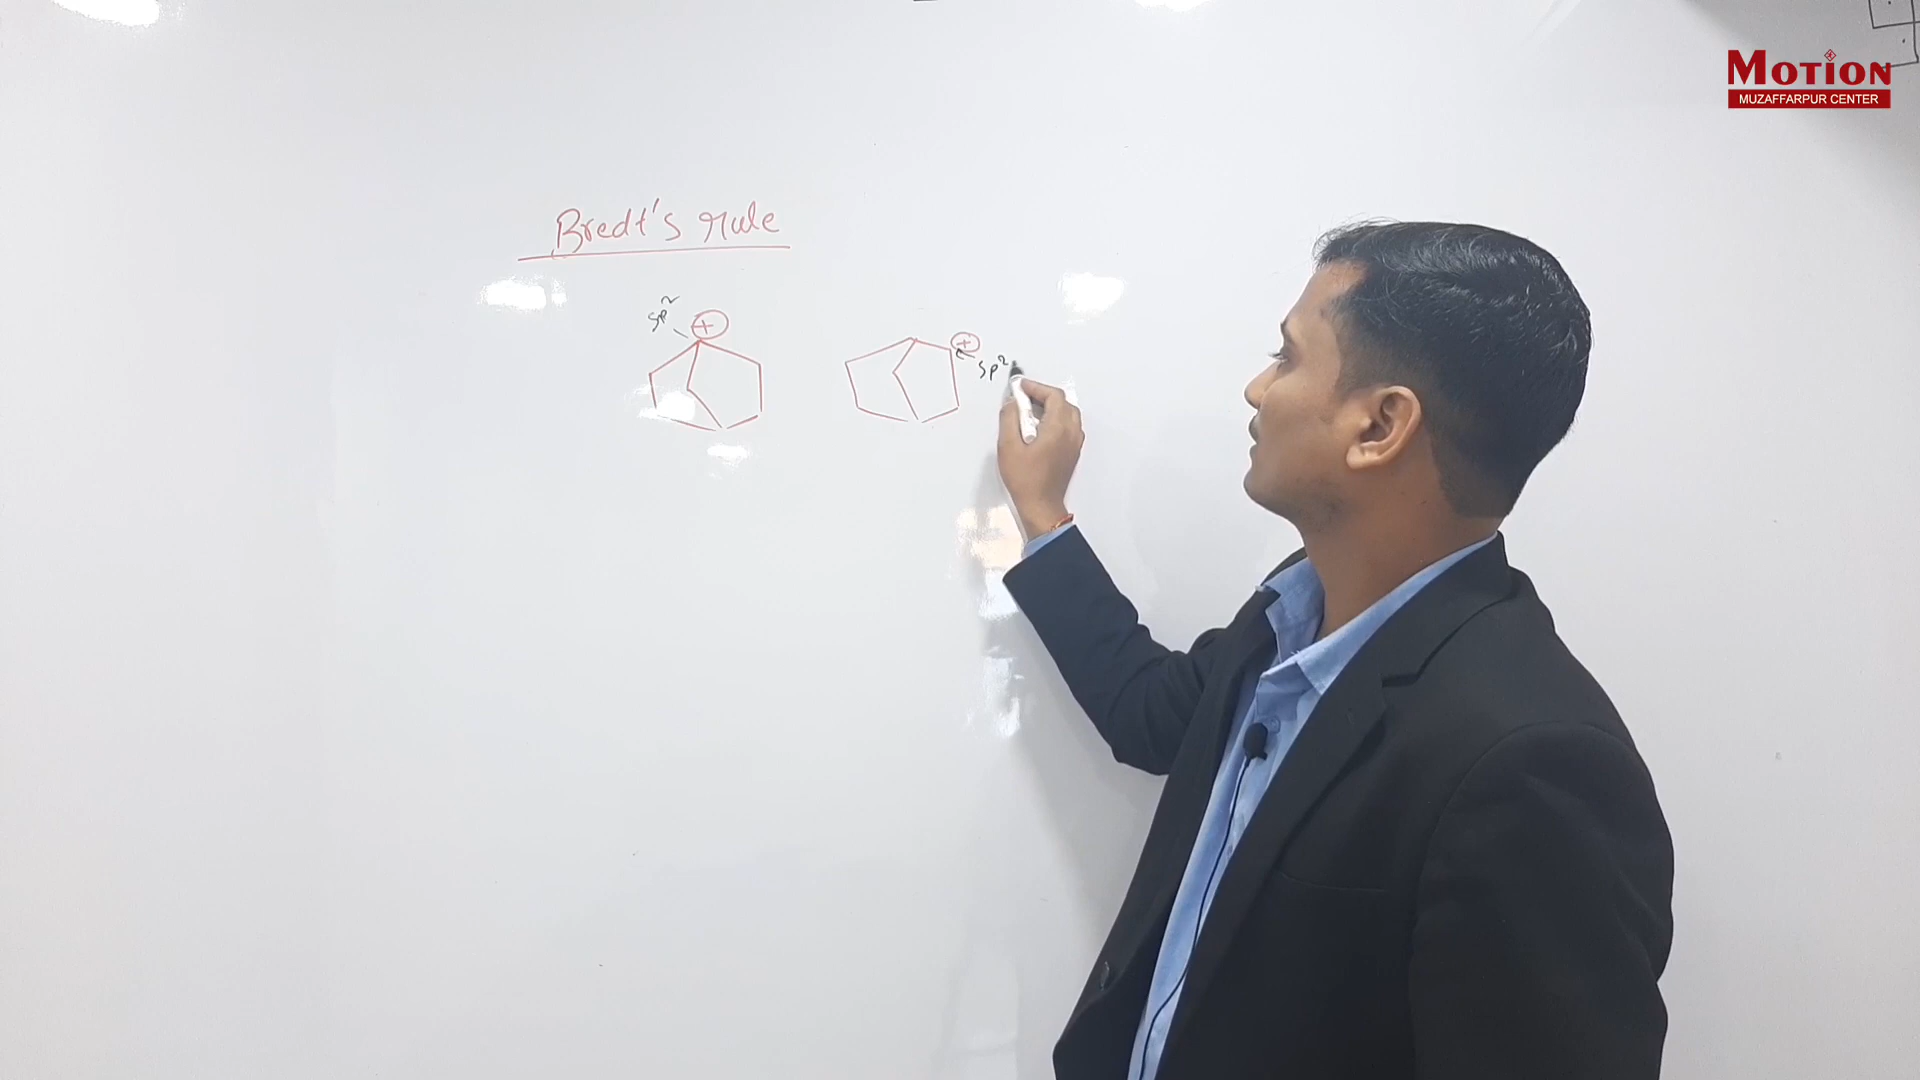 MOTION
MUZAFFARPUR CENTER
Bredt's rule
sp²
+
+
sp²